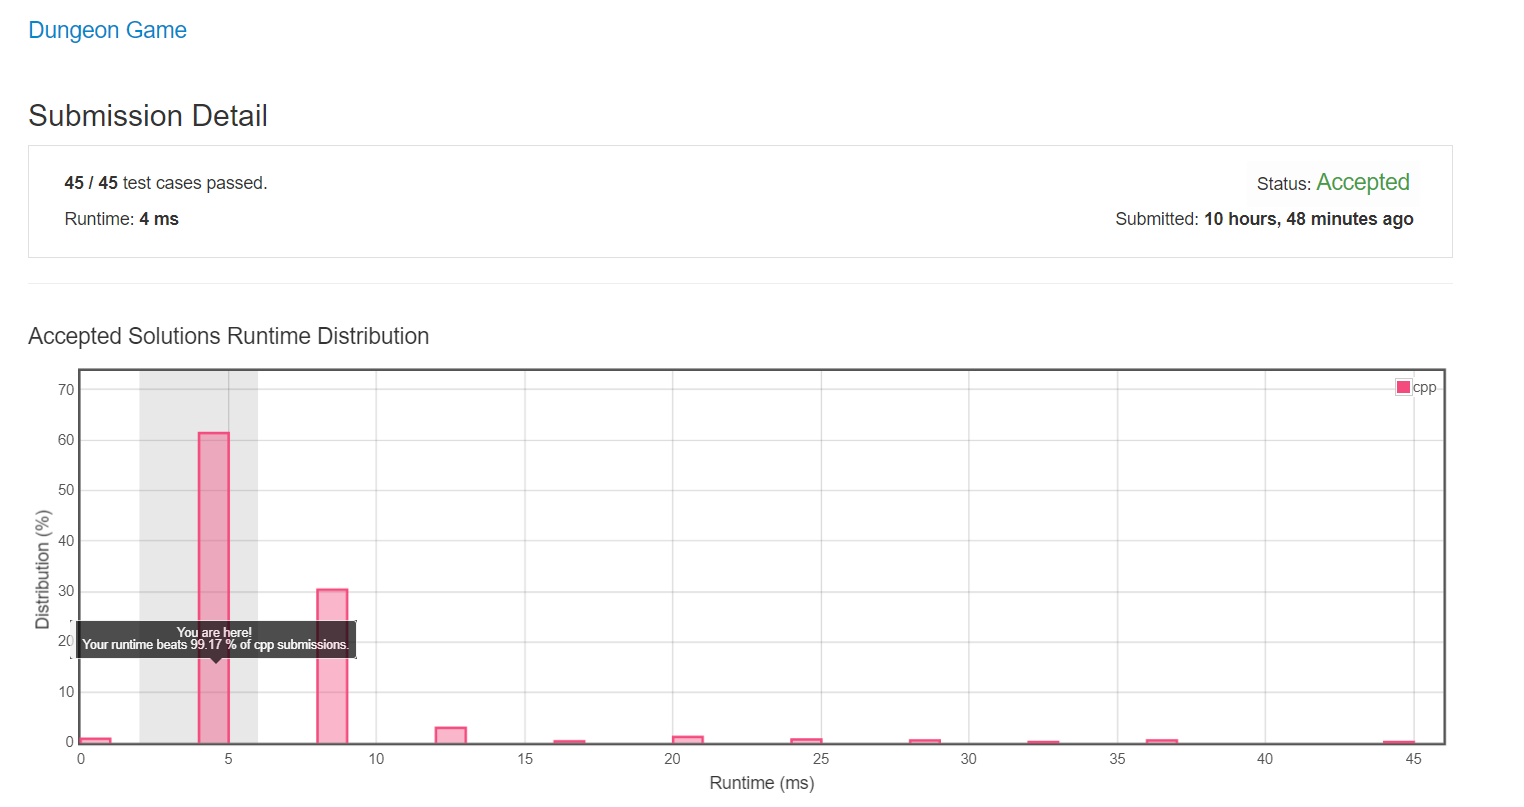 Dungeon Game
Submission Detail
45 / 45 test cases passed.
Status: Accepted
Runtime: 4 ms
Submitted: 10 hours, 48 minutes ago
Accepted Solutions Runtime Distribution
cpp
70
60
50
40
30
20
10
0
Distribution (%)
You are here!
Your runtime beats 99.17 % of cpp submissions.
0 5 10 15 20 25 30 35 40 45
Runtime (ms)